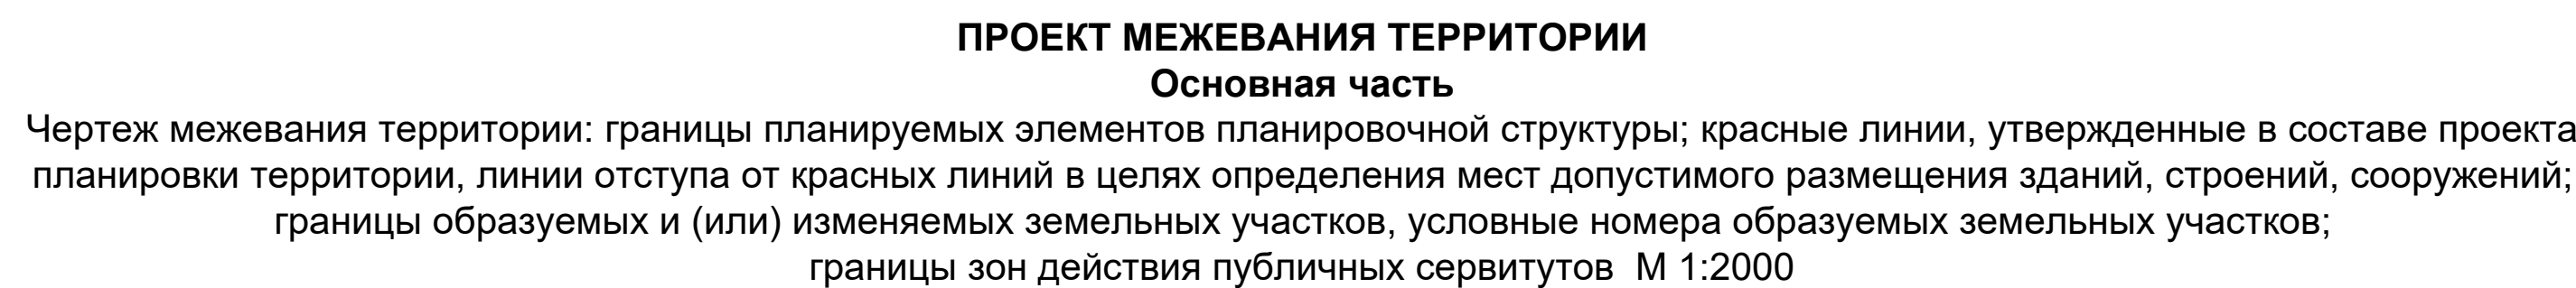 ПРОЕКТ МЕЖЕВАНИЯ ТЕРРИТОРИИ
Основная часть
Чертеж межевания территории: границы планируемых элементов планировочной структуры; красные линии, утвержденные в составе проекта
планировки территории, линии отступа от красных линий в целях определения мест допустимого размещения зданий, строений, сооружений;
границы образуемых и (или) изменяемых земельных участков, условные номера образуемых земельных участков;
границы зон действия публичных сервитутов М 1:2000